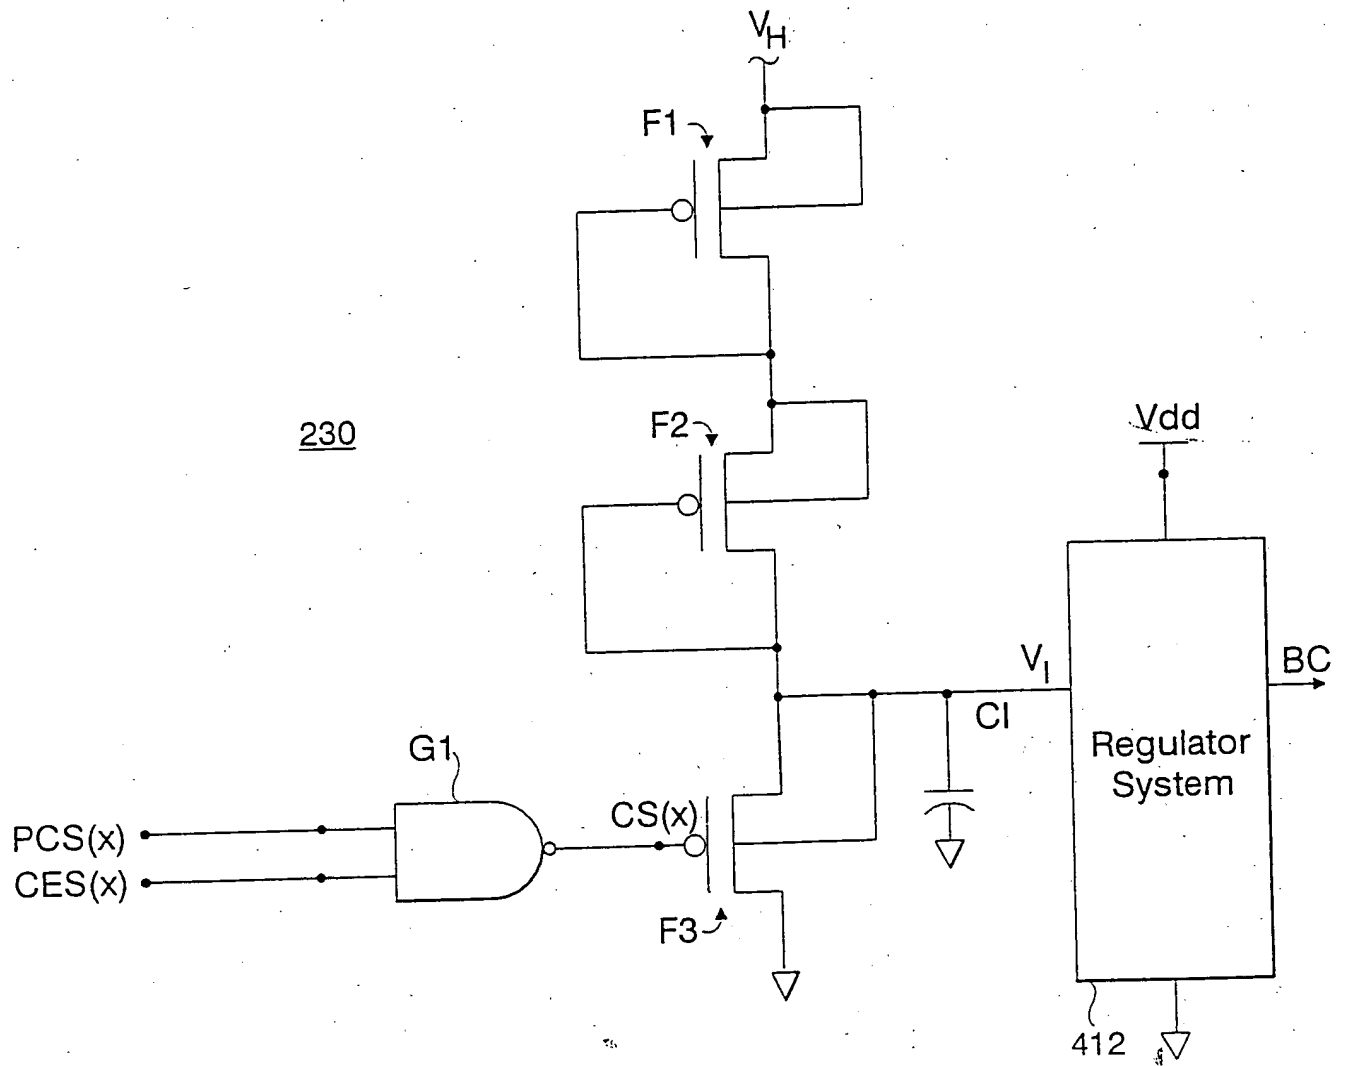 VH
F1
230
F2
Vdd
VI
BC
CI
Regulator
System
G1
PCS(x)
CES(x)
CS(x)
F3
412